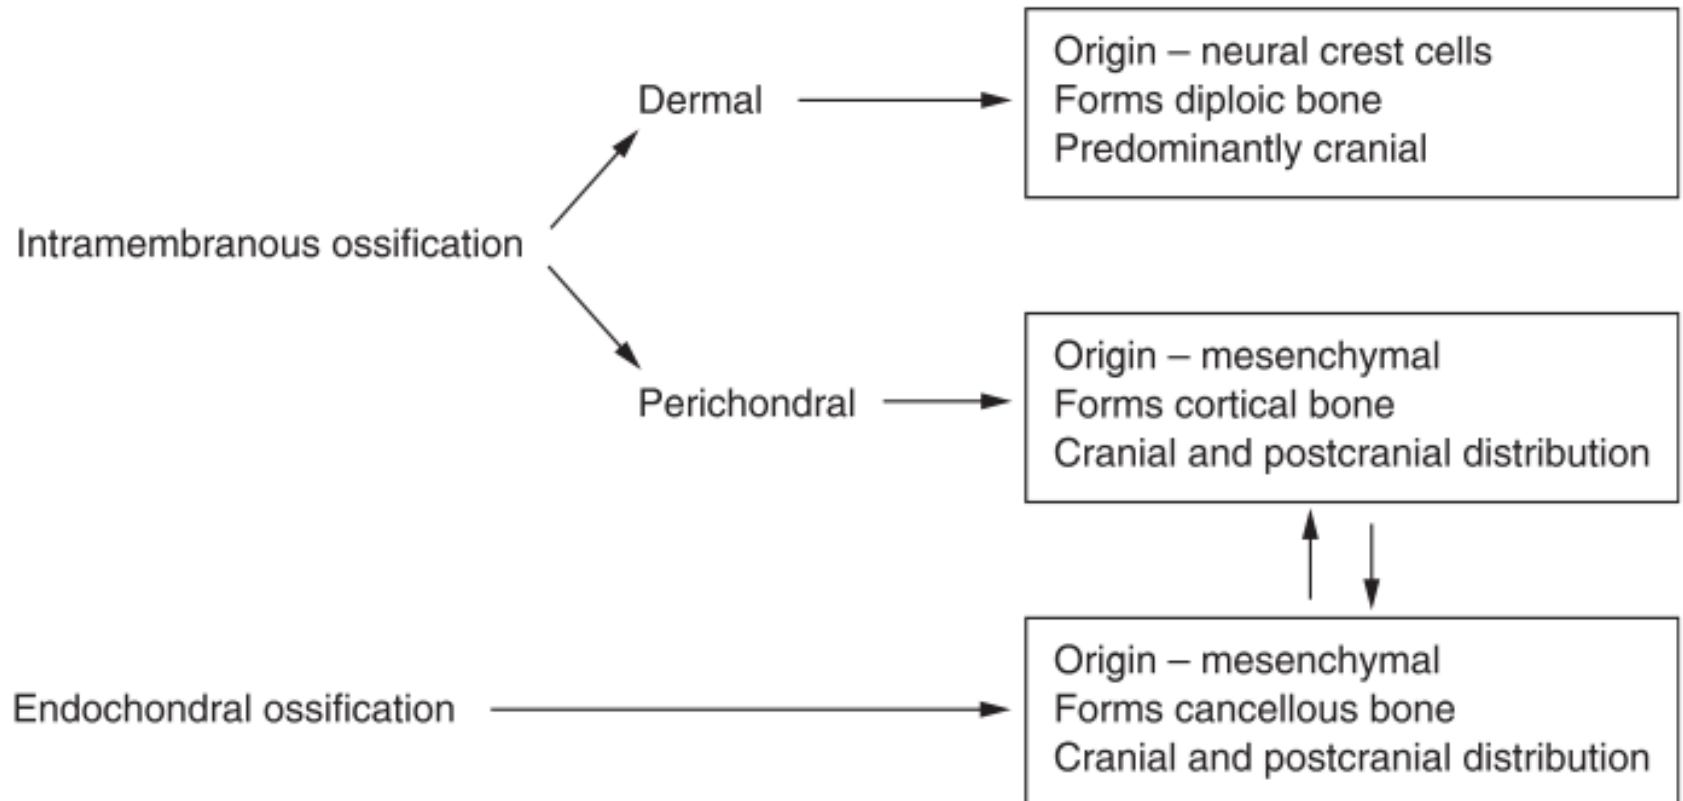 Origin – neural crest cells
Dermal
Forms diploic bone
Predominantly cranial
Intramembranous ossification
Origin – mesenchymal
Perichondral
Forms cortical bone
Cranial and postcranial distribution
Origin – mesenchymal
Endochondral ossification
Forms cancellous bone
Cranial and postcranial distribution